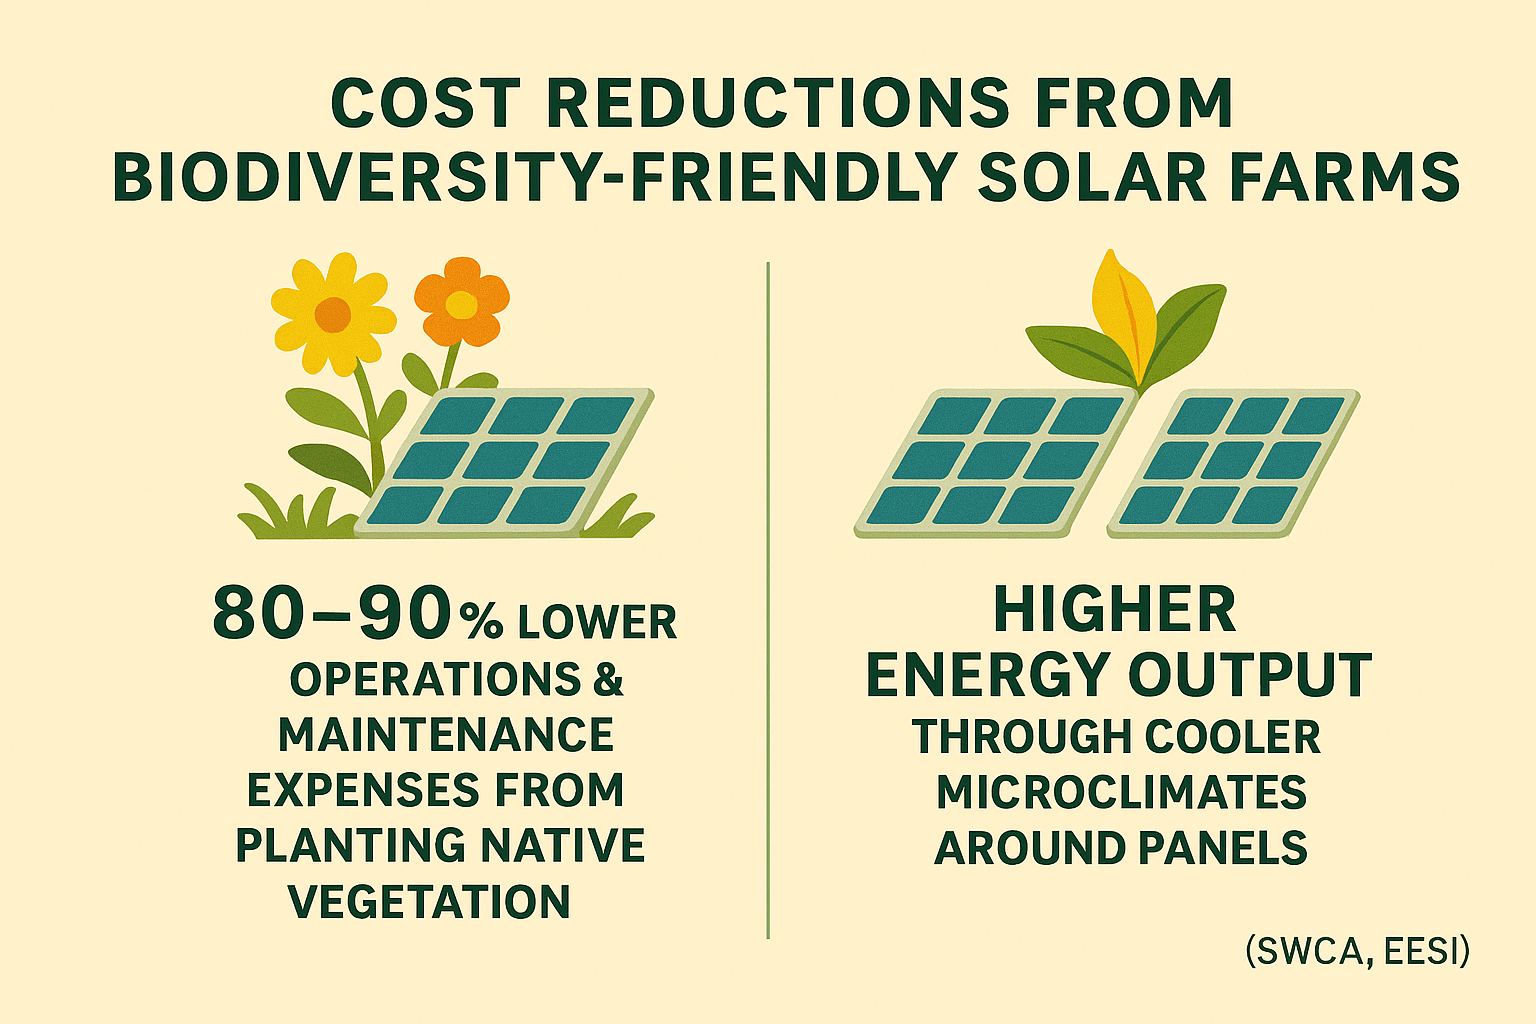 COST REDUCTIONS FROM
BIODIVERSITY-FRIENDLY SOLAR FARMS
80–90% LOWER
OPERATIONS &
MAINTENANCE
EXPENSES FROM
PLANTING NATIVE
VEGETATION
HIGHER
ENERGY OUTPUT
THROUGH COOLER
MICROCLIMATES
AROUND PANELS
(SWCA, EESI)